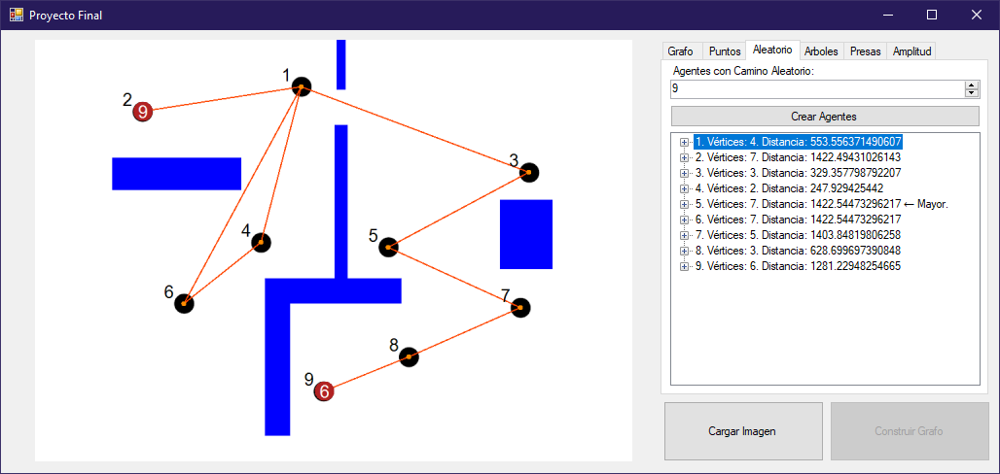 Proyecto Final
Grafo Puntos Aleatorio Arboles Presas Amplitud
Agentes con Camino Aleatorio:
9
Crear Agentes
1. Vértices: 4. Distancia: 553.556371490607
2. Vértices: 7. Distancia: 1422.49431026143
3. Vértices: 3. Distancia: 329.357798792207
4. Vértices: 2. Distancia: 247.929425442
5. Vértices: 7. Distancia: 1422.54473296217 ← Mayor.
6. Vértices: 7. Distancia: 1422.54473296217
7. Vértices: 5. Distancia: 1403.84819806258
8. Vértices: 3. Distancia: 628.699697390848
9. Vértices: 6. Distancia: 1281.22948254665
Cargar Imagen
Construir Grafo
1
2
9
3
4
5
6
7
8
9
6